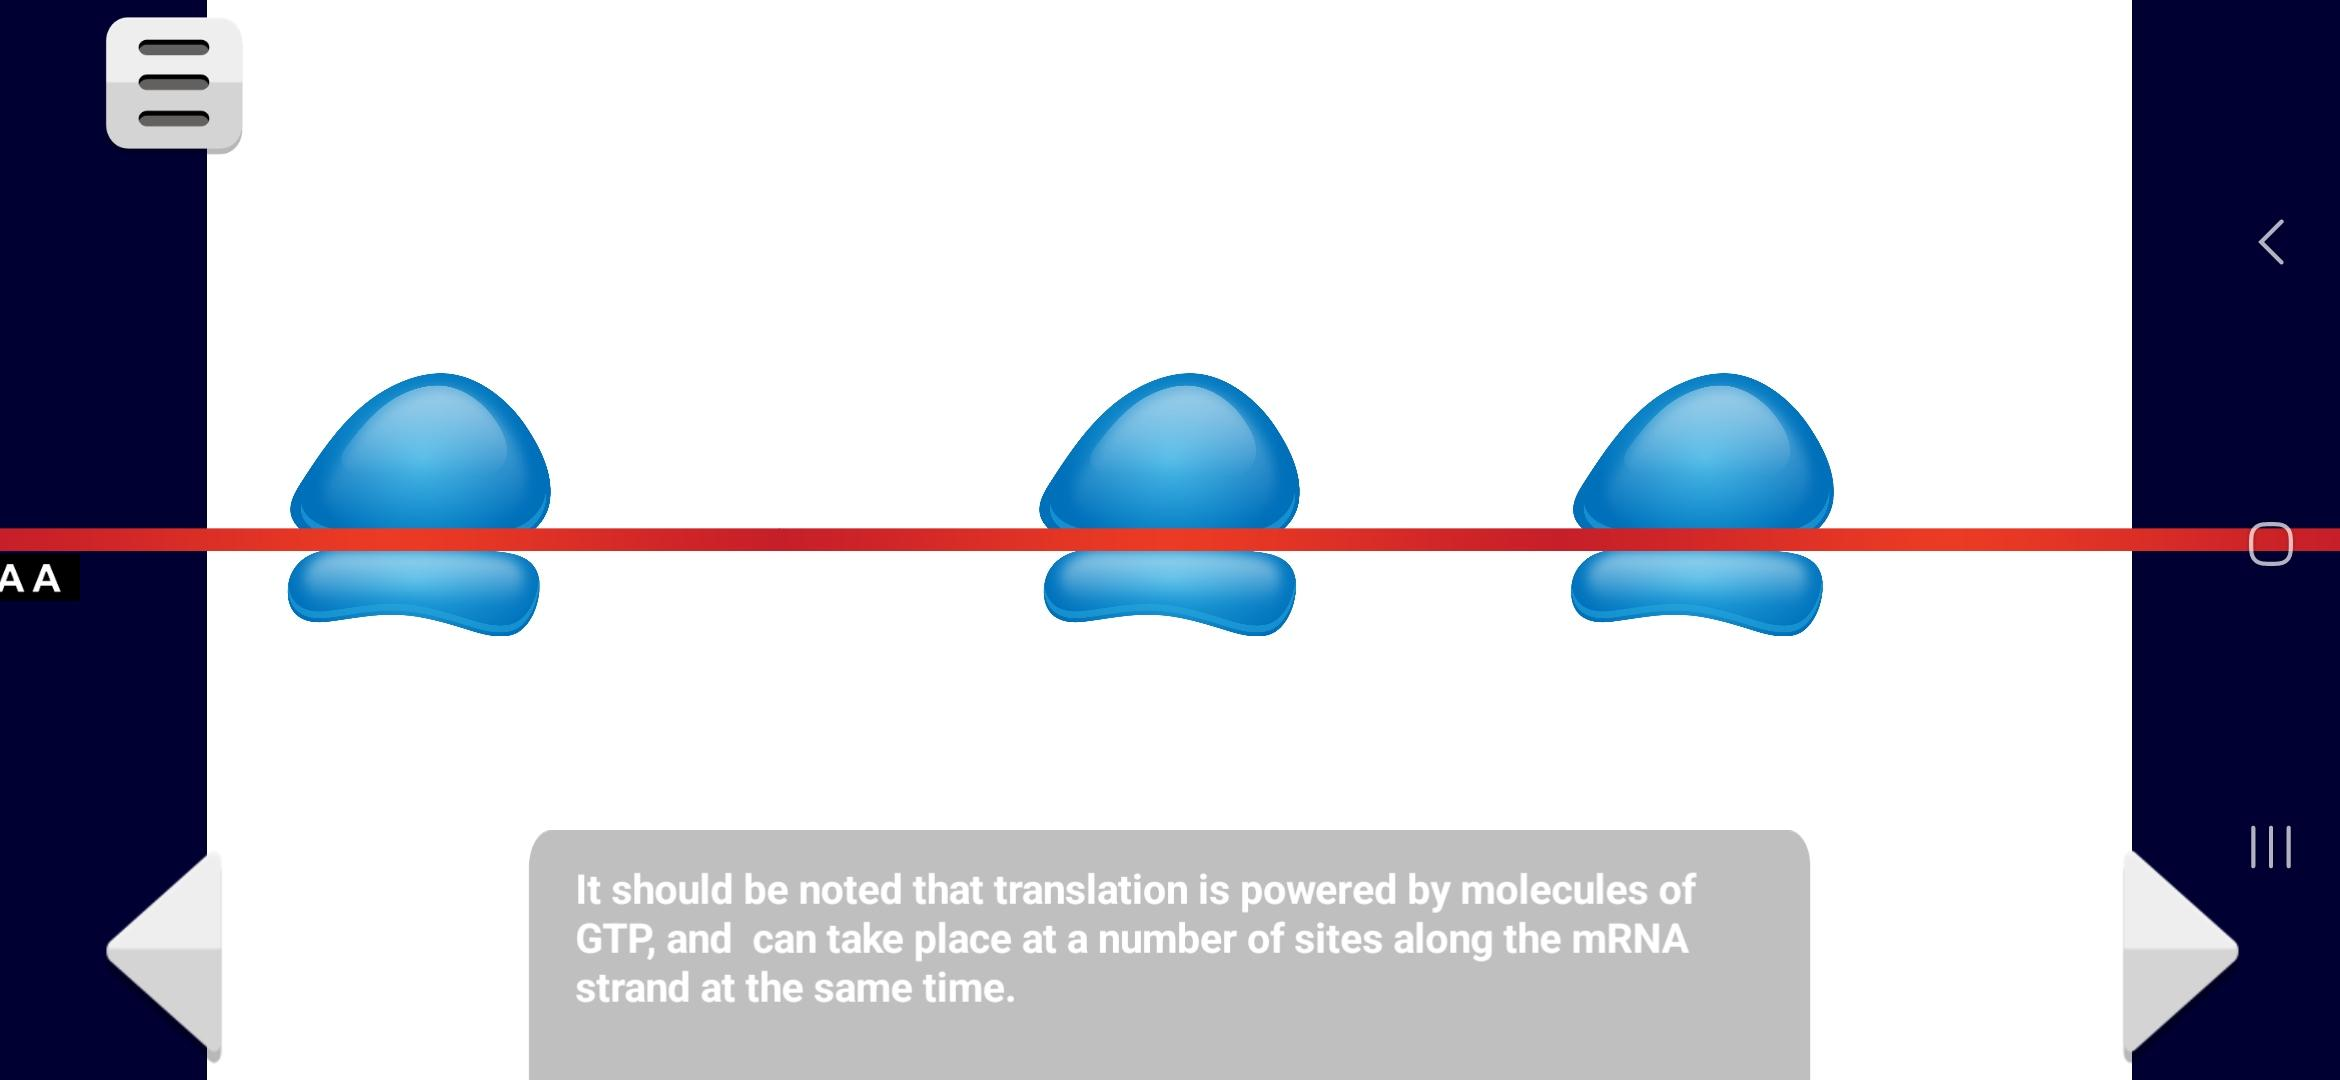 AA
It should be noted that translation is powered by molecules of
GTP, and  can take place at a number of sites along the mRNA
strand at the same time.